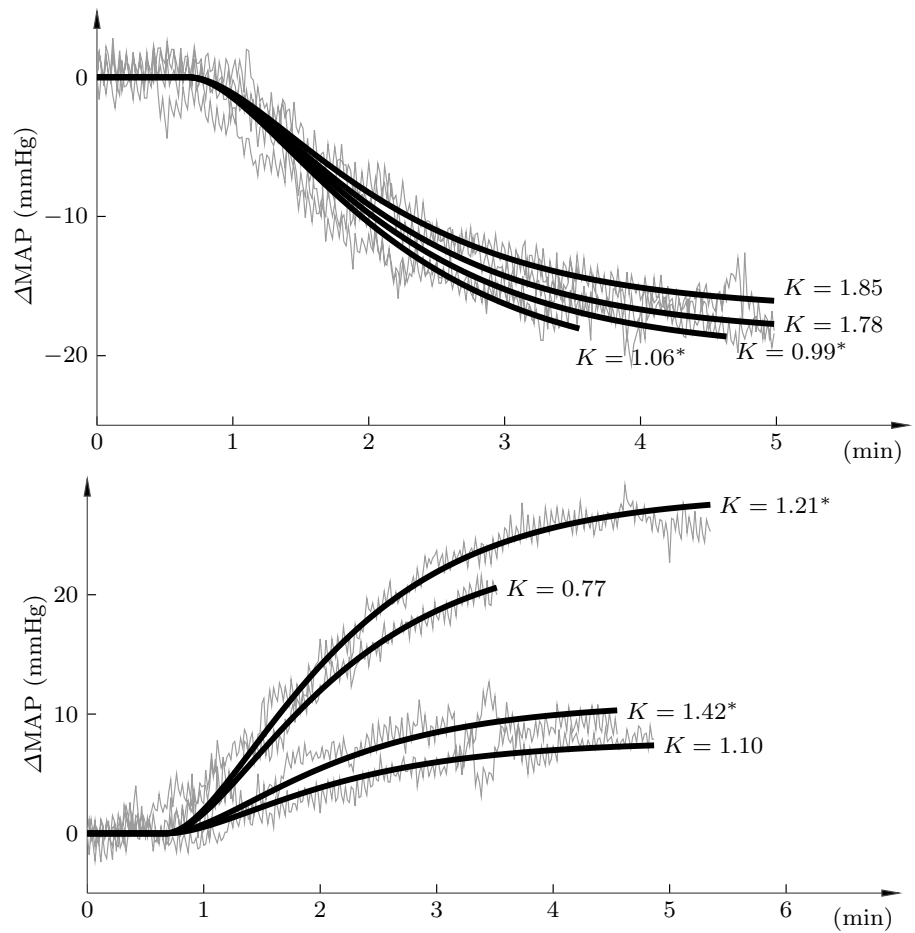 0
−10
−20
ΔMAP (mmHg)
K = 1.85
K = 1.78
K = 1.06* K = 0.99*
0 1 2 3 4 5
(min)
K = 1.21*
20
K = 0.77
10
K = 1.42*
K = 1.10
0
ΔMAP (mmHg)
0 1 2 3 4 5 6
(min)